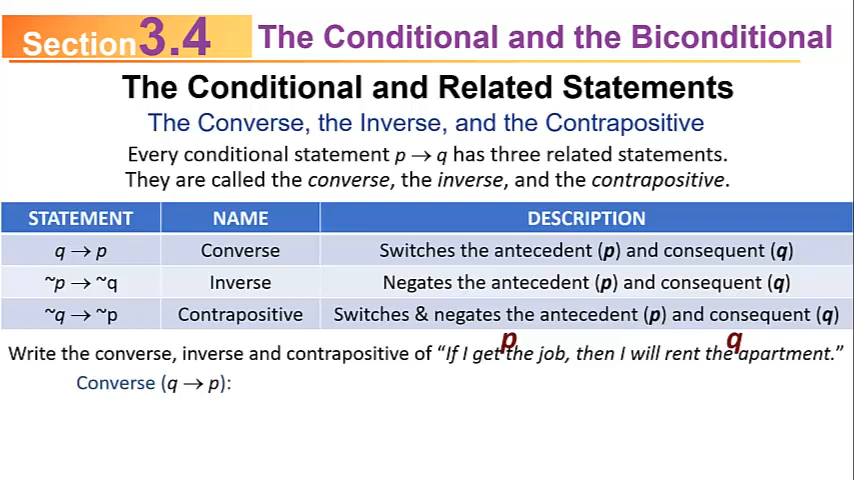 Section 3.4 The Conditional and the Biconditional
The Conditional and Related Statements
The Converse, the Inverse, and the Contrapositive
Every conditional statement p → q has three related statements.
They are called the converse, the inverse, and the contrapositive.
STATEMENT NAME DESCRIPTION
q → p Converse Switches the antecedent (p) and consequent (q)
~p → ~q Inverse Negates the antecedent (p) and consequent (q)
~q → ~p Contrapositive Switches & negates the antecedent (p) and consequent (q)
p q
Write the converse, inverse and contrapositive of “If I get the job, then I will rent the apartment.”
Converse (q → p):